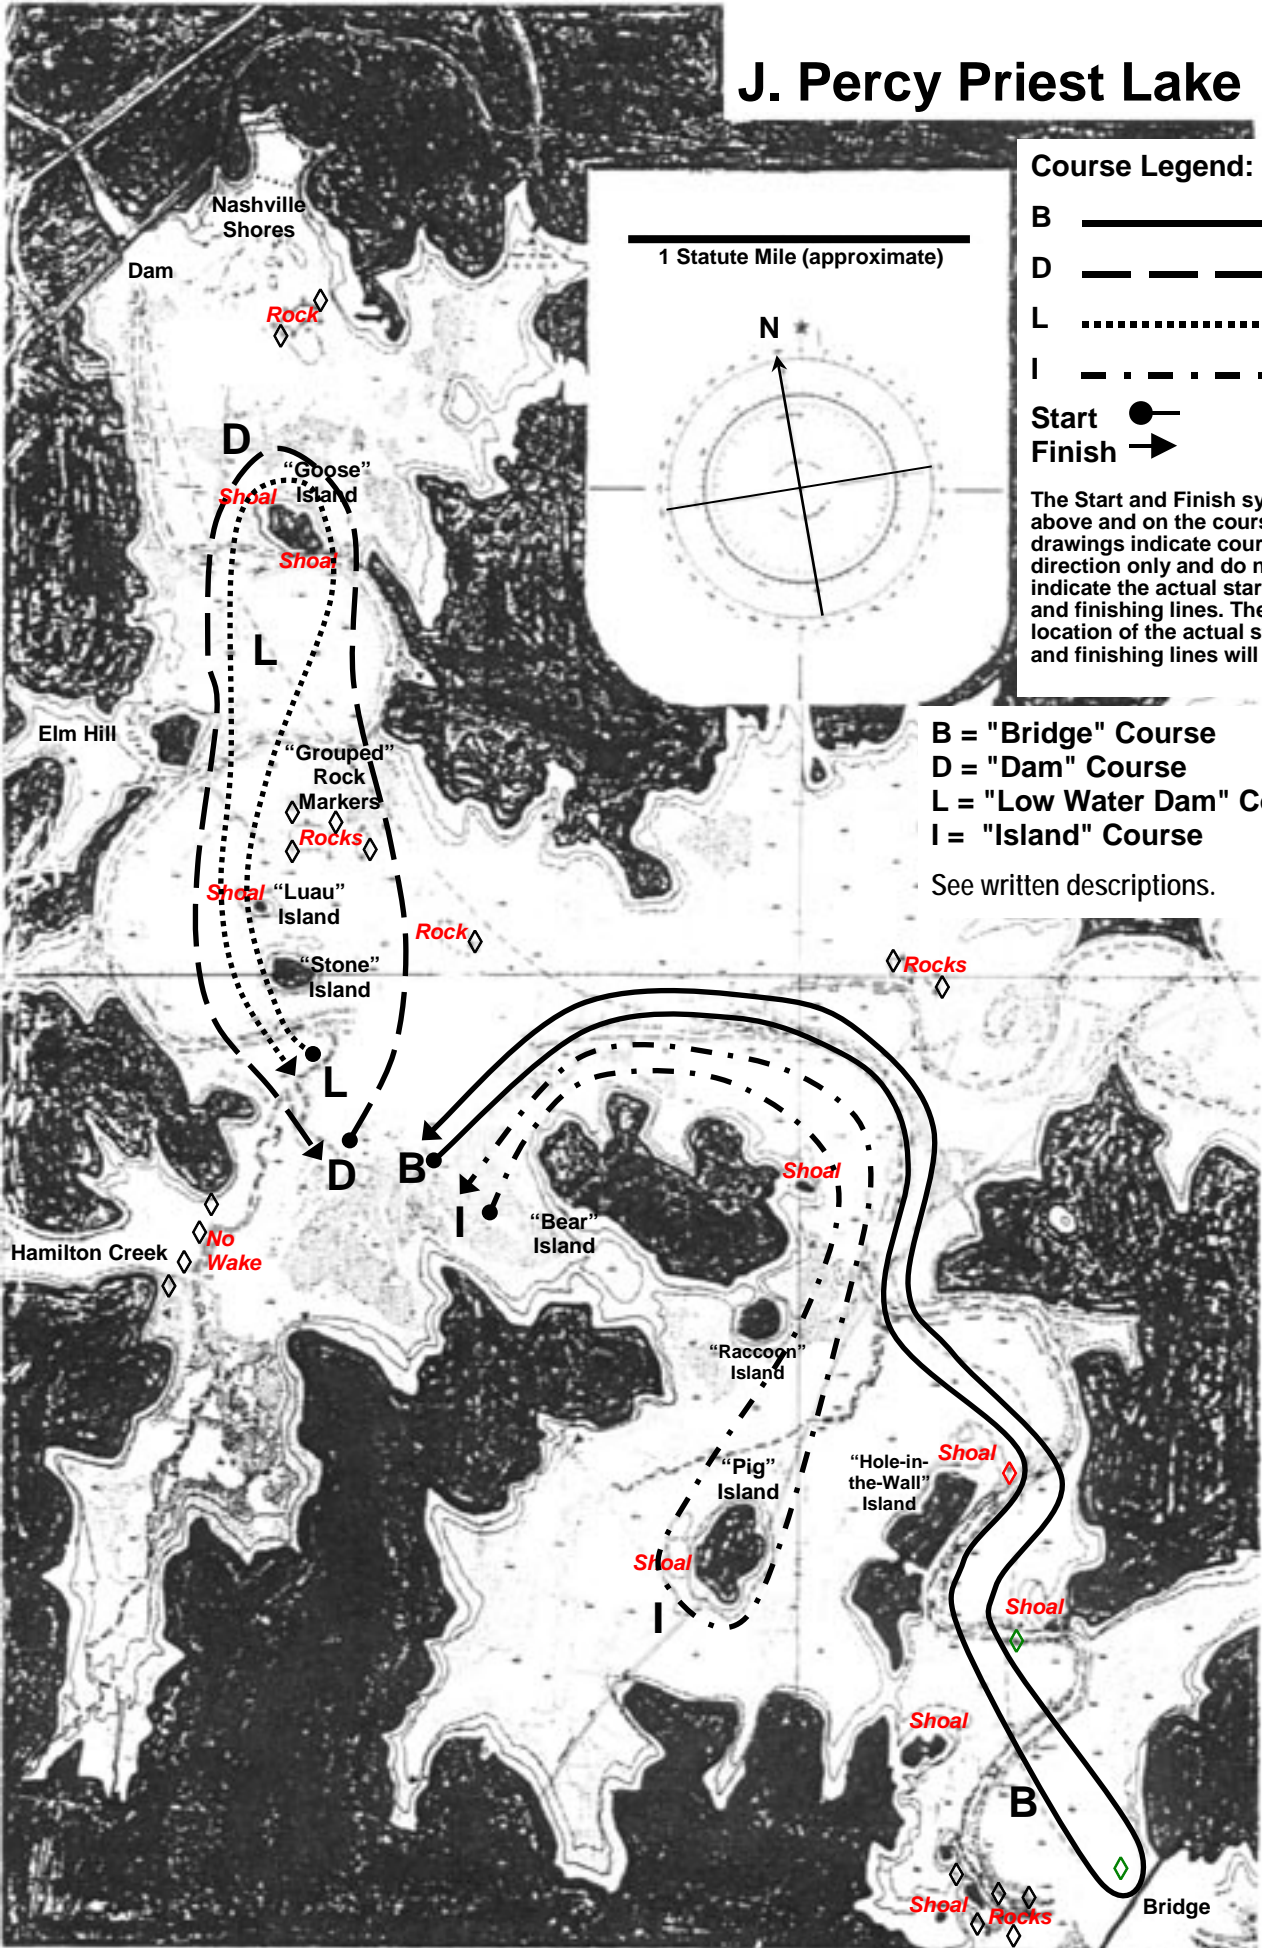 J. Percy Priest Lake
Course Legend:
B
D
L
I
Start
Finish
The Start and Finish sy
above and on the cours
drawings indicate cour
direction only and do n
indicate the actual star
and finishing lines. The
location of the actual s
and finishing lines will
1 Statute Mile (approximate)
N
B = "Bridge" Course
D = "Dam" Course
L = "Low Water Dam" Co
I = "Island" Course
See written descriptions.
Nashville
Shores
Dam
Rock
D
“Goose”
Island
Shoal
Shoal
L
Elm Hill
“Grouped”
Rock
Markers
Rocks
Shoal
“Luau”
Island
Rock
“Stone”
Island
Rocks
L
D
B
I
Shoal
“Bear”
Island
No
Wake
Hamilton Creek
“Raccoon”
Island
“Pig”
Island
“Hole-in-
the-Wall”
Island
Shoal
Shoal
I
Shoal
Shoal
B
Shoal
Rocks
Bridge